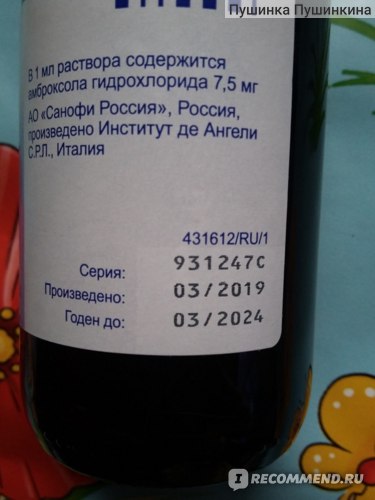 Пушинка Пушинкина
В 1 мл раствора содержится
амброксола гидрохлорида 7,5 мг
АО «Санофи Россия», Россия,
произведено Институт де Ангели
С.Р.Л., Италия
431612/RU/1
Серия: 931247C
Произведено: 03/2019
Годен до: 03/2024
IRECOMMEND.RU